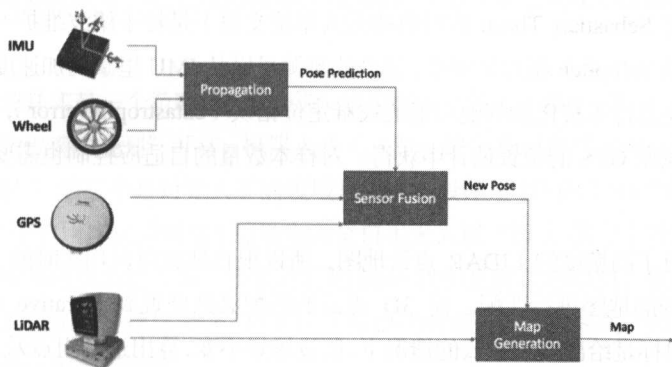 IMU
Propagation
Pose Prediction
Wheel
Sensor Fusion
New Pose
GPS
LiDAR
Map
Generation
Map